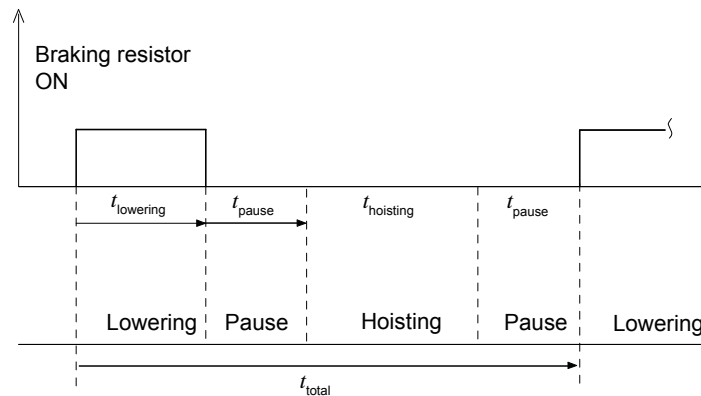 Braking resistor
ON
t_lowering t_pause t_hoisting t_pause
Lowering Pause Hoisting Pause Lowering
t_total